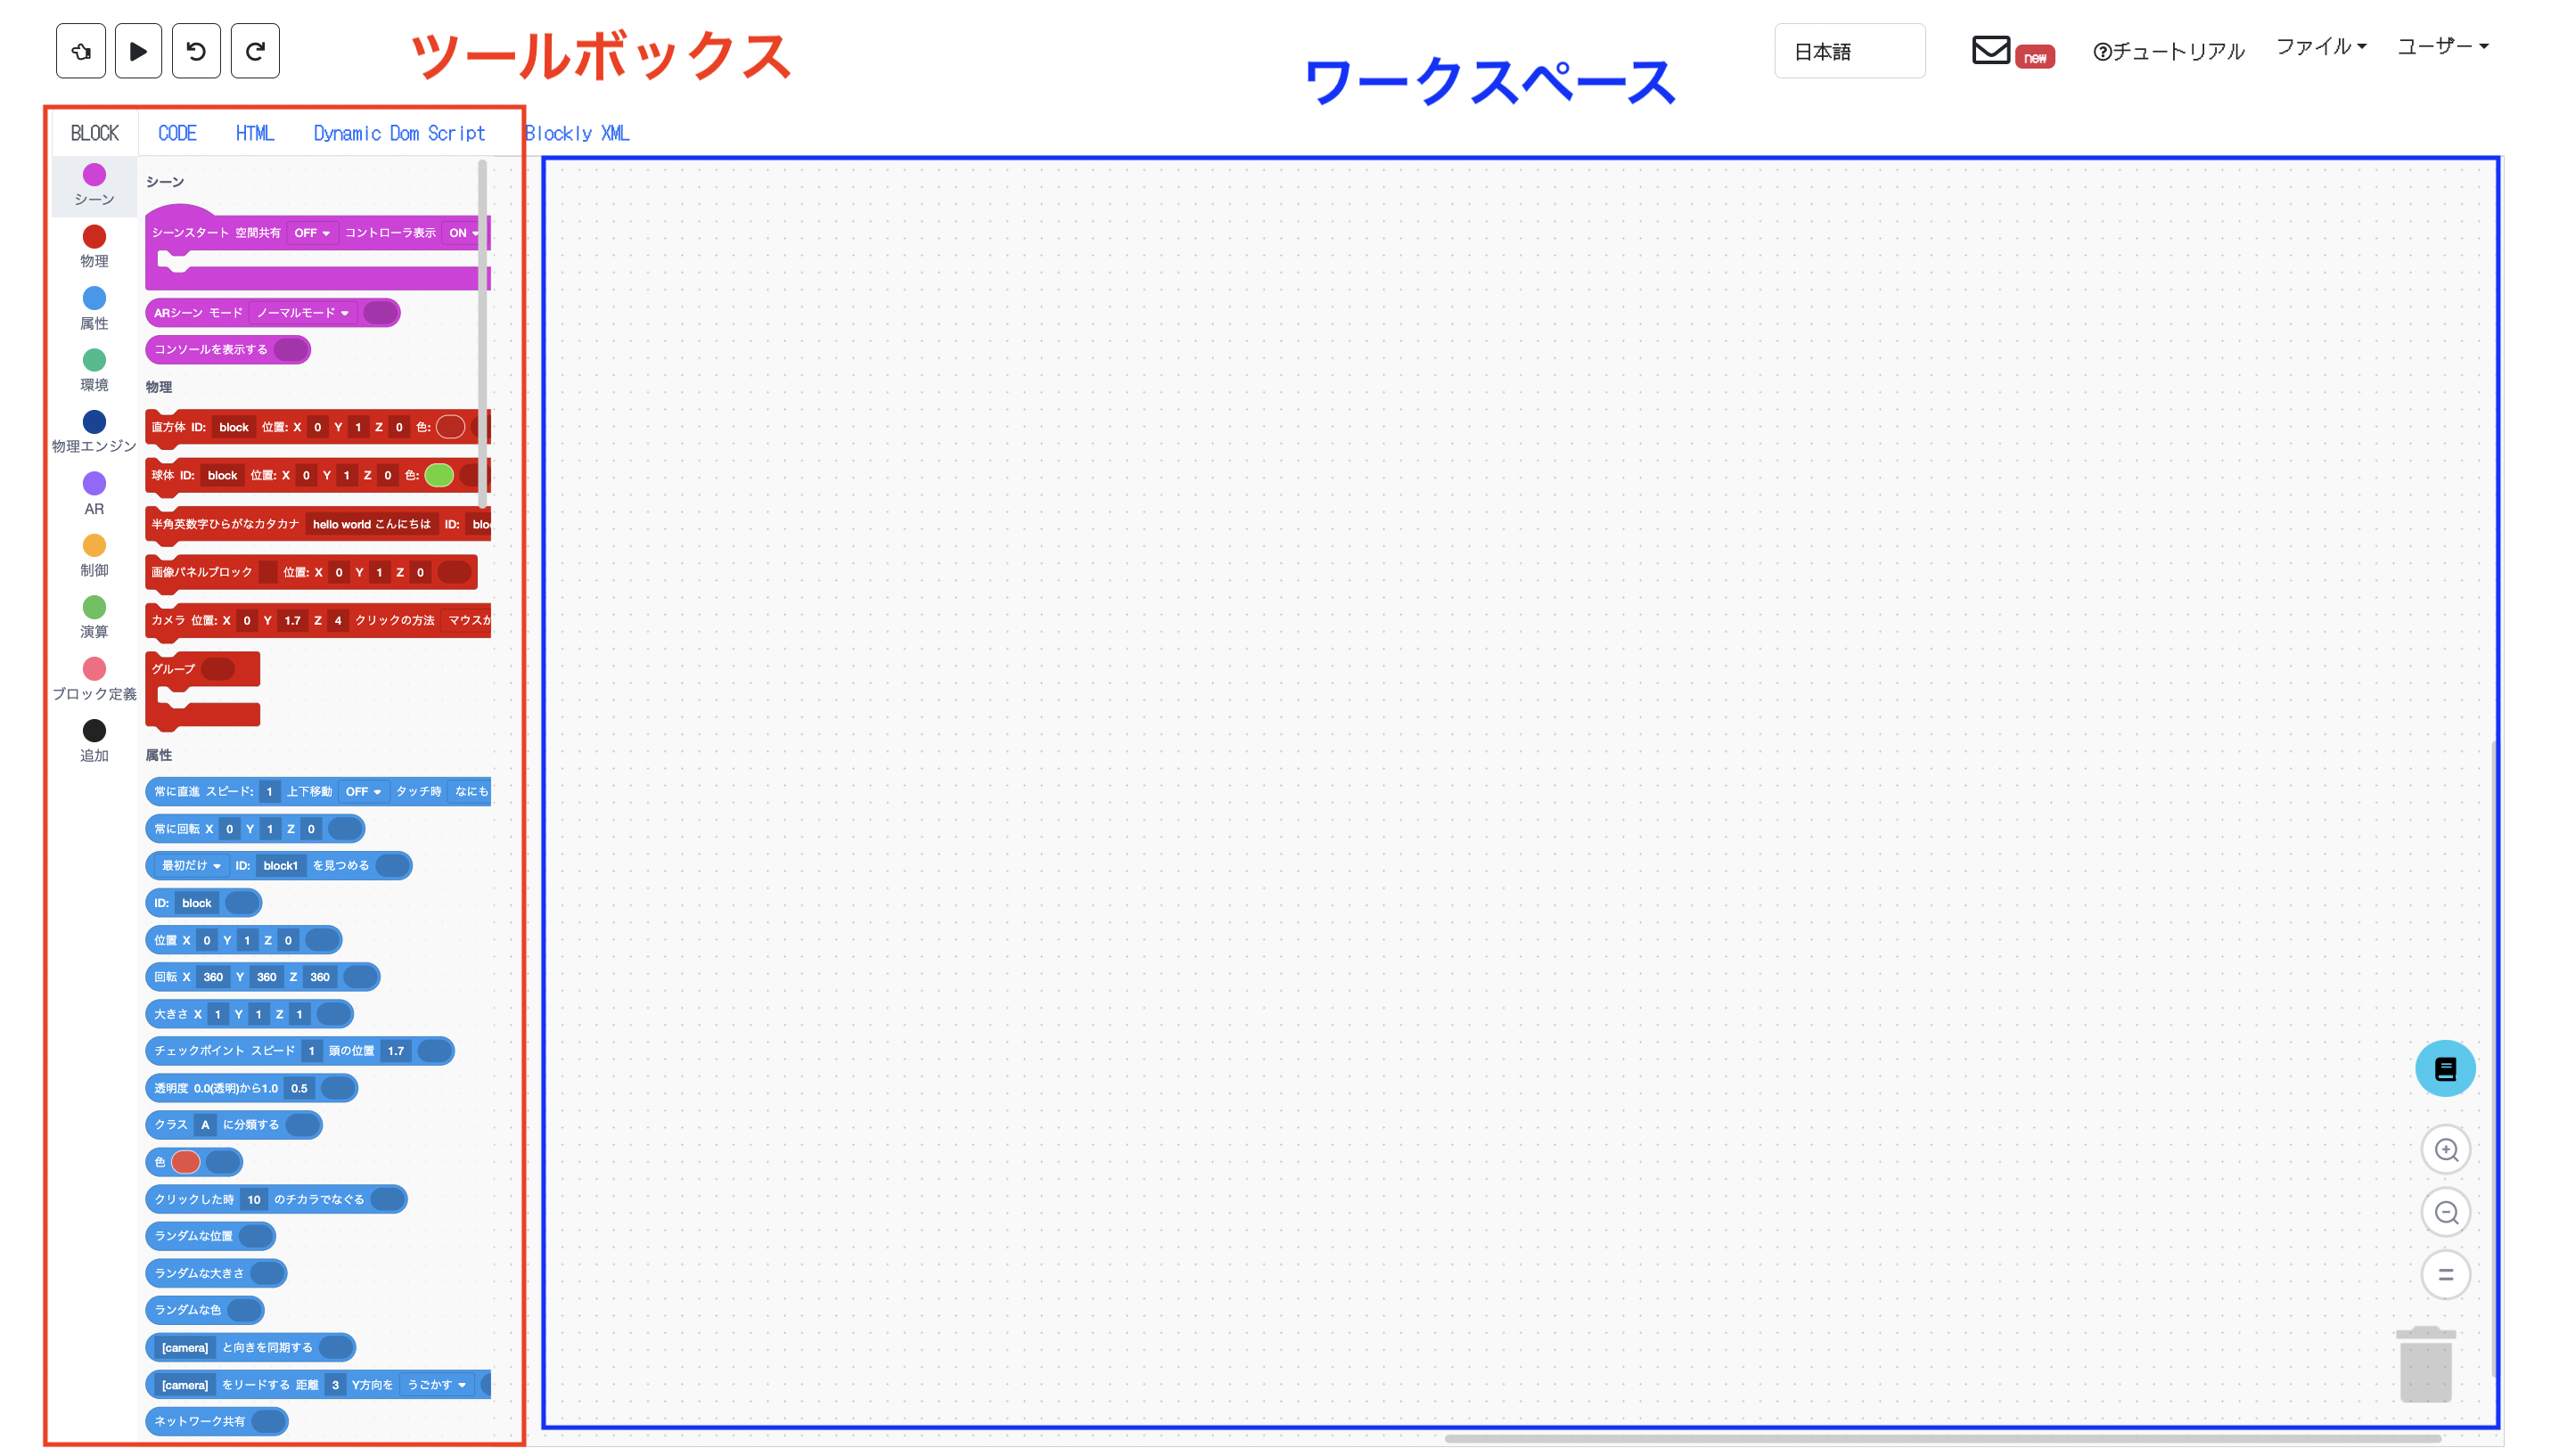 ツールボックス
ワークスペース
日本語
new
チュートリアル
ファイル
ユーザー
BLOCK CODE HTML Dynamic Dom Script Blockly XML
シーン
物理
属性
環境
物理エンジン
AR
制御
演算
ブロック定義
追加
シーン
シーンスタート 空間共有 OFF コントローラ表示 ON
ARシーン モード ノーマルモード
コンソールを表示する
物理
直方体 ID: block 位置: X 0 Y 1 Z 0 色:
球体 ID: block 位置: X 0 Y 1 Z 0 色:
半角英数字ひらがなカタカナ hello world こんにちは ID: blo
画像パネルブロック 位置: X 0 Y 1 Z 0
カメラ 位置: X 0 Y 1.7 Z 4 クリックの方法 マウスか
グループ
属性
常に直進 スピード: 1 上下移動 OFF タッチ時 なにも
常に回転 X 0 Y 1 Z 0
最初だけ ID: block1 を見つめる
ID: block
位置 X 0 Y 1 Z 0
回転 X 360 Y 360 Z 360
大きさ X 1 Y 1 Z 1
チェックポイント スピード 1 頭の位置 1.7
透明度 0.0(透明)から1.0 0.5
クラス A に分類する
色
クリックした時 10 のチカラでなぐる
ランダムな位置
ランダムな大きさ
ランダムな色
[camera] と向きを同期する
[camera] をリードする 距離 3 Y方向を うごかす
ネットワーク共有